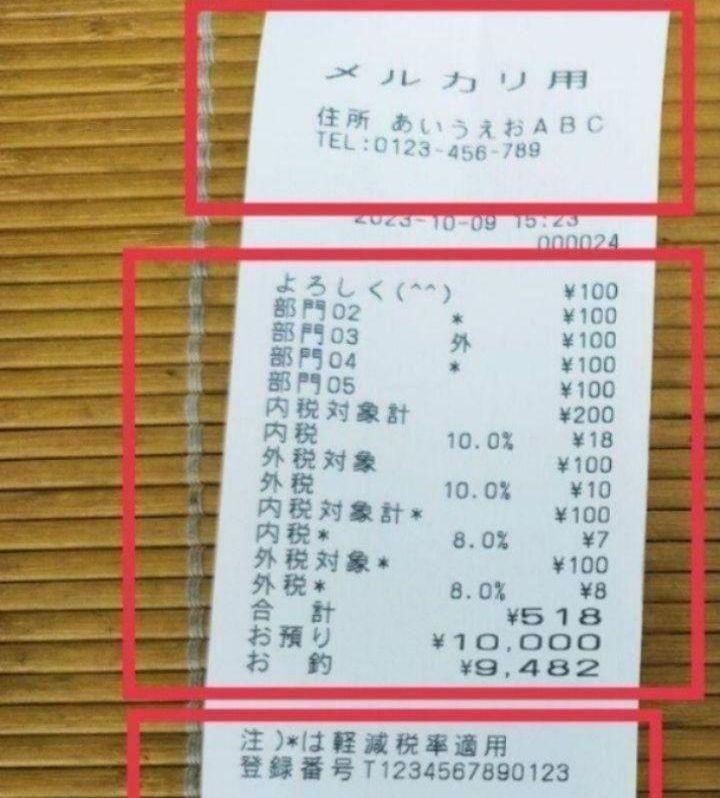 メルカリ用
住所 あいうえおABC
TEL:0123-456-789
2023-10-09 15:23
000024
よろしく(^^) ¥100
部門02 * ¥100
部門03 外 ¥100
部門04 * ¥100
部門05 ¥100
内税対象計 ¥200
内税 10.0% ¥18
外税対象 ¥100
外税 10.0% ¥10
内税対象計* ¥100
内税* 8.0% ¥7
外税対象* ¥100
外税* 8.0% ¥8
合 計 ¥518
お預り ¥10,000
お 釣 ¥9,482
注)*は軽減税率適用
登録番号T1234567890123